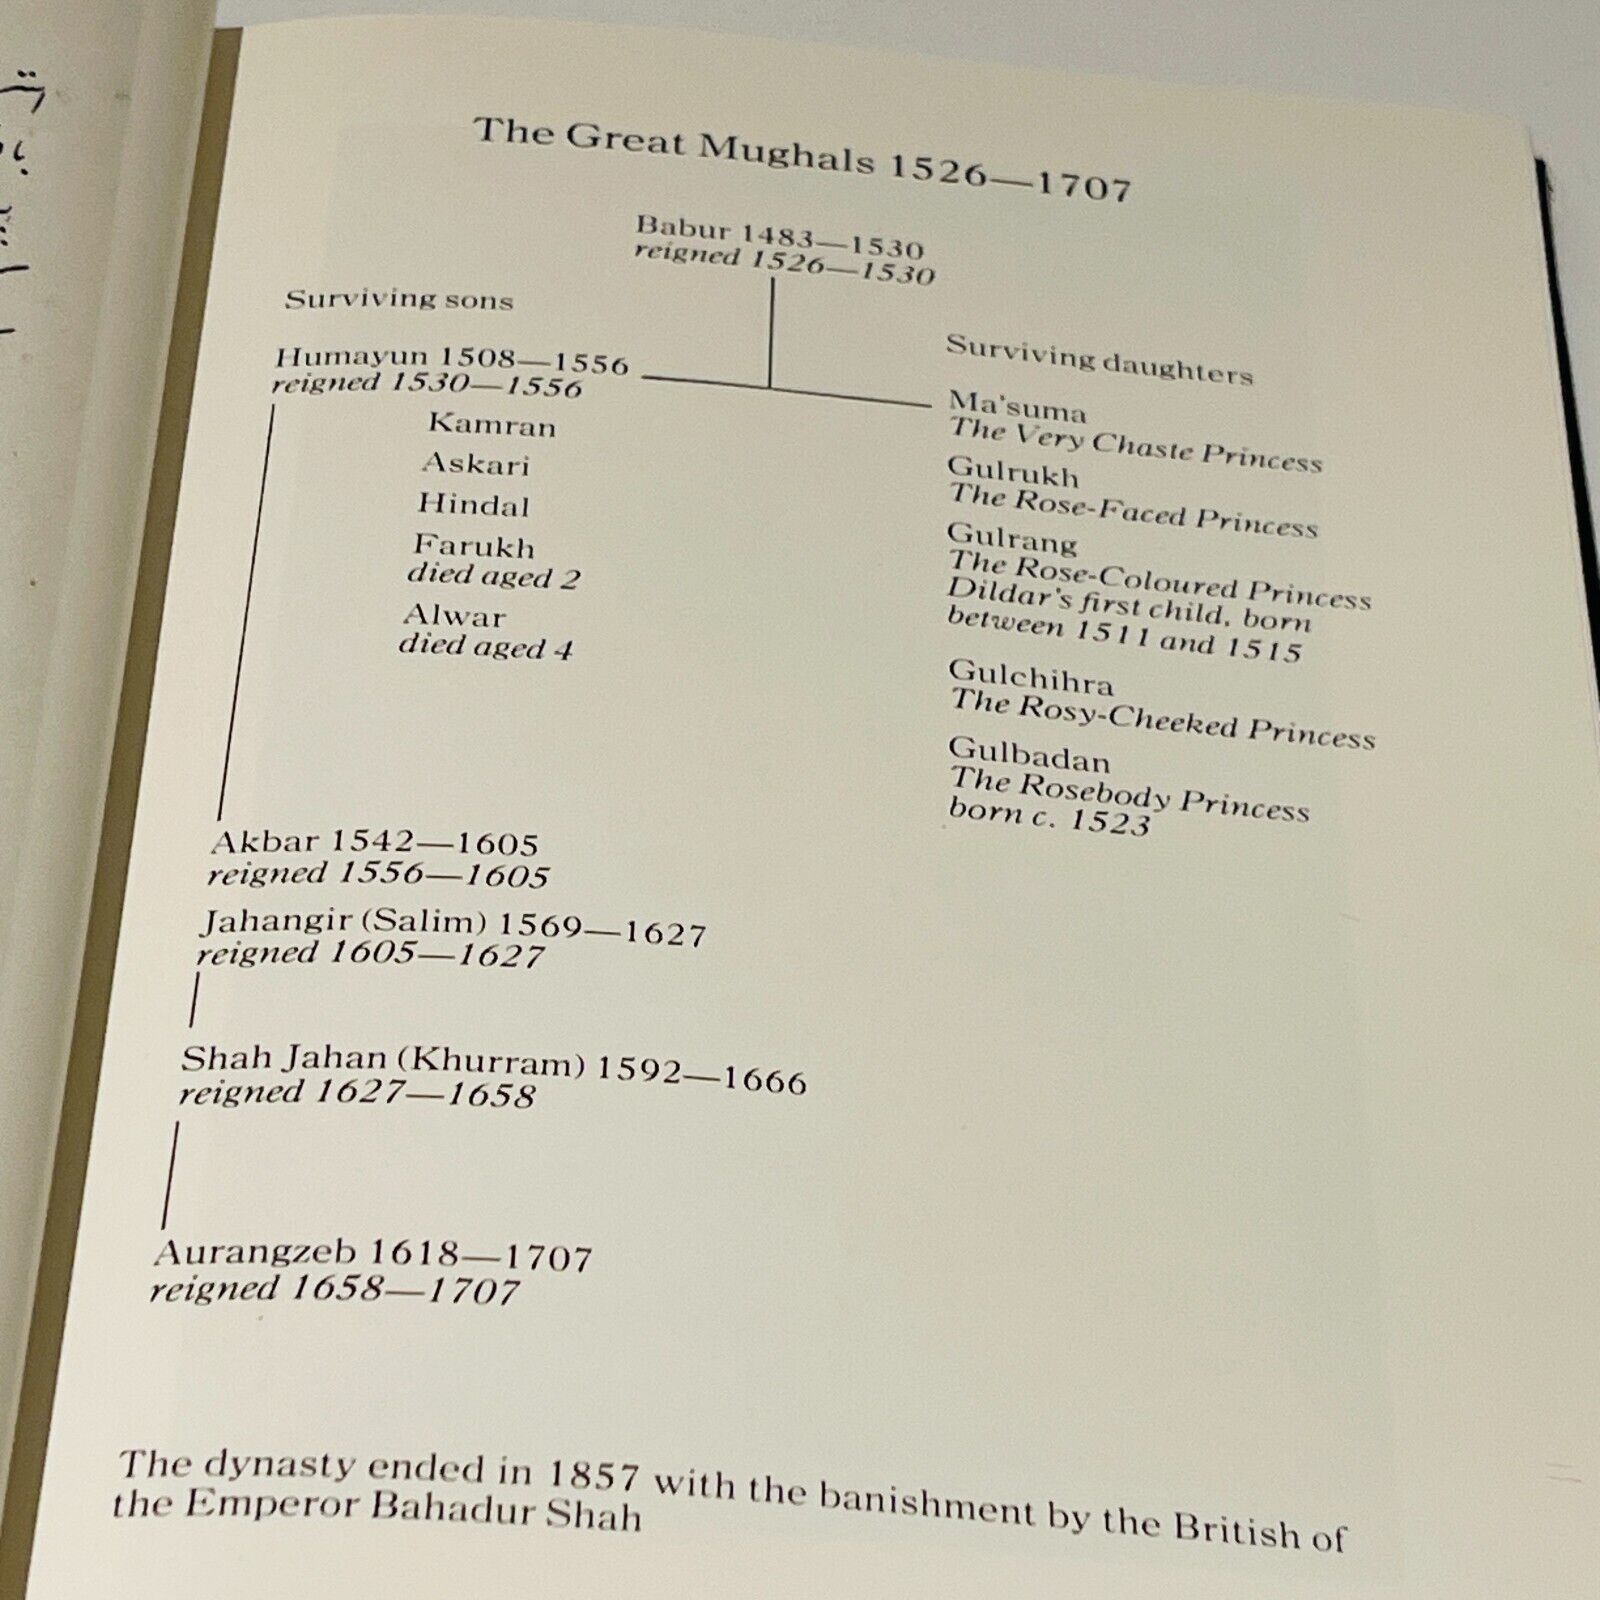 The Great Mughals 1526—1707
Babur 1483—1530
reigned 1526—1530
Surviving sons
Humayun 1508—1556
reigned 1530—1556
Kamran
Askari
Hindal
Farukh
died aged 2
Alwar
died aged 4
Surviving daughters
Ma'suma
The Very Chaste Princess
Gulrukh
The Rose-Faced Princess
Gulrang
The Rose-Coloured Princess
Dildar's first child, born
between 1511 and 1515
Gulchihra
The Rosy-Cheeked Princess
Gulbadan
The Rosebody Princess
born c. 1523
Akbar 1542—1605
reigned 1556—1605
Jahangir (Salim) 1569—1627
reigned 1605—1627
Shah Jahan (Khurram) 1592—1666
reigned 1627—1658
Aurangzeb 1618—1707
reigned 1658—1707
The dynasty ended in 1857 with the banishment by the British of
the Emperor Bahadur Shah